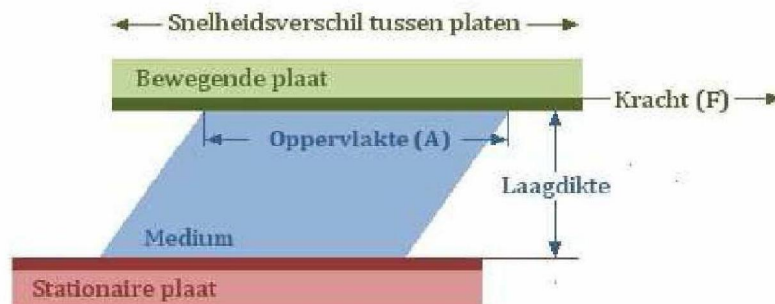 Snelheidsverschil tussen platen
Bewegende plaat
Kracht (F)
Oppervlakte (A)
Laagdikte
Medium
Stationaire plaat